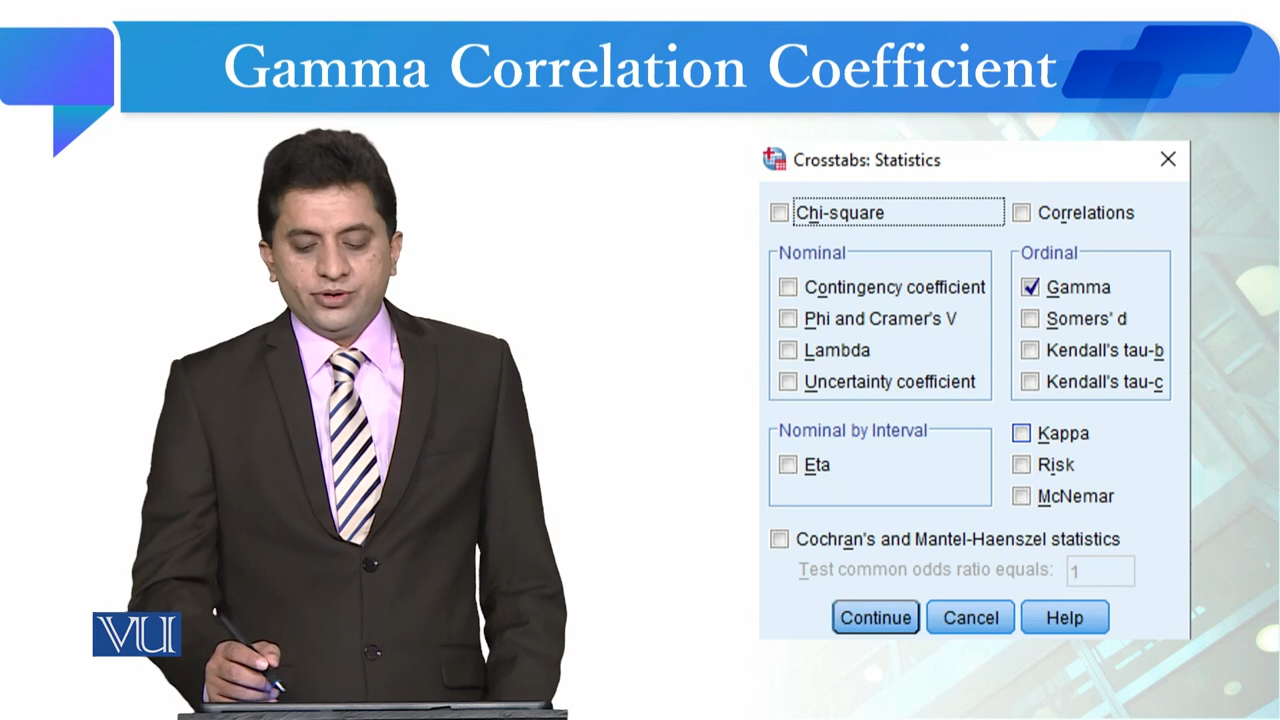 Gamma Correlation Coefficient
Crosstabs: Statistics
Chi-square
Correlations
Nominal
Ordinal
Contingency coefficient
Gamma
Phi and Cramer's V
Somers' d
Lambda
Kendall's tau-b
Uncertainty coefficient
Kendall's tau-c
Nominal by Interval
Kappa
Eta
Risk
McNemar
Cochran's and Mantel-Haenszel statistics
Test common odds ratio equals: 1
Continue Cancel Help
VU